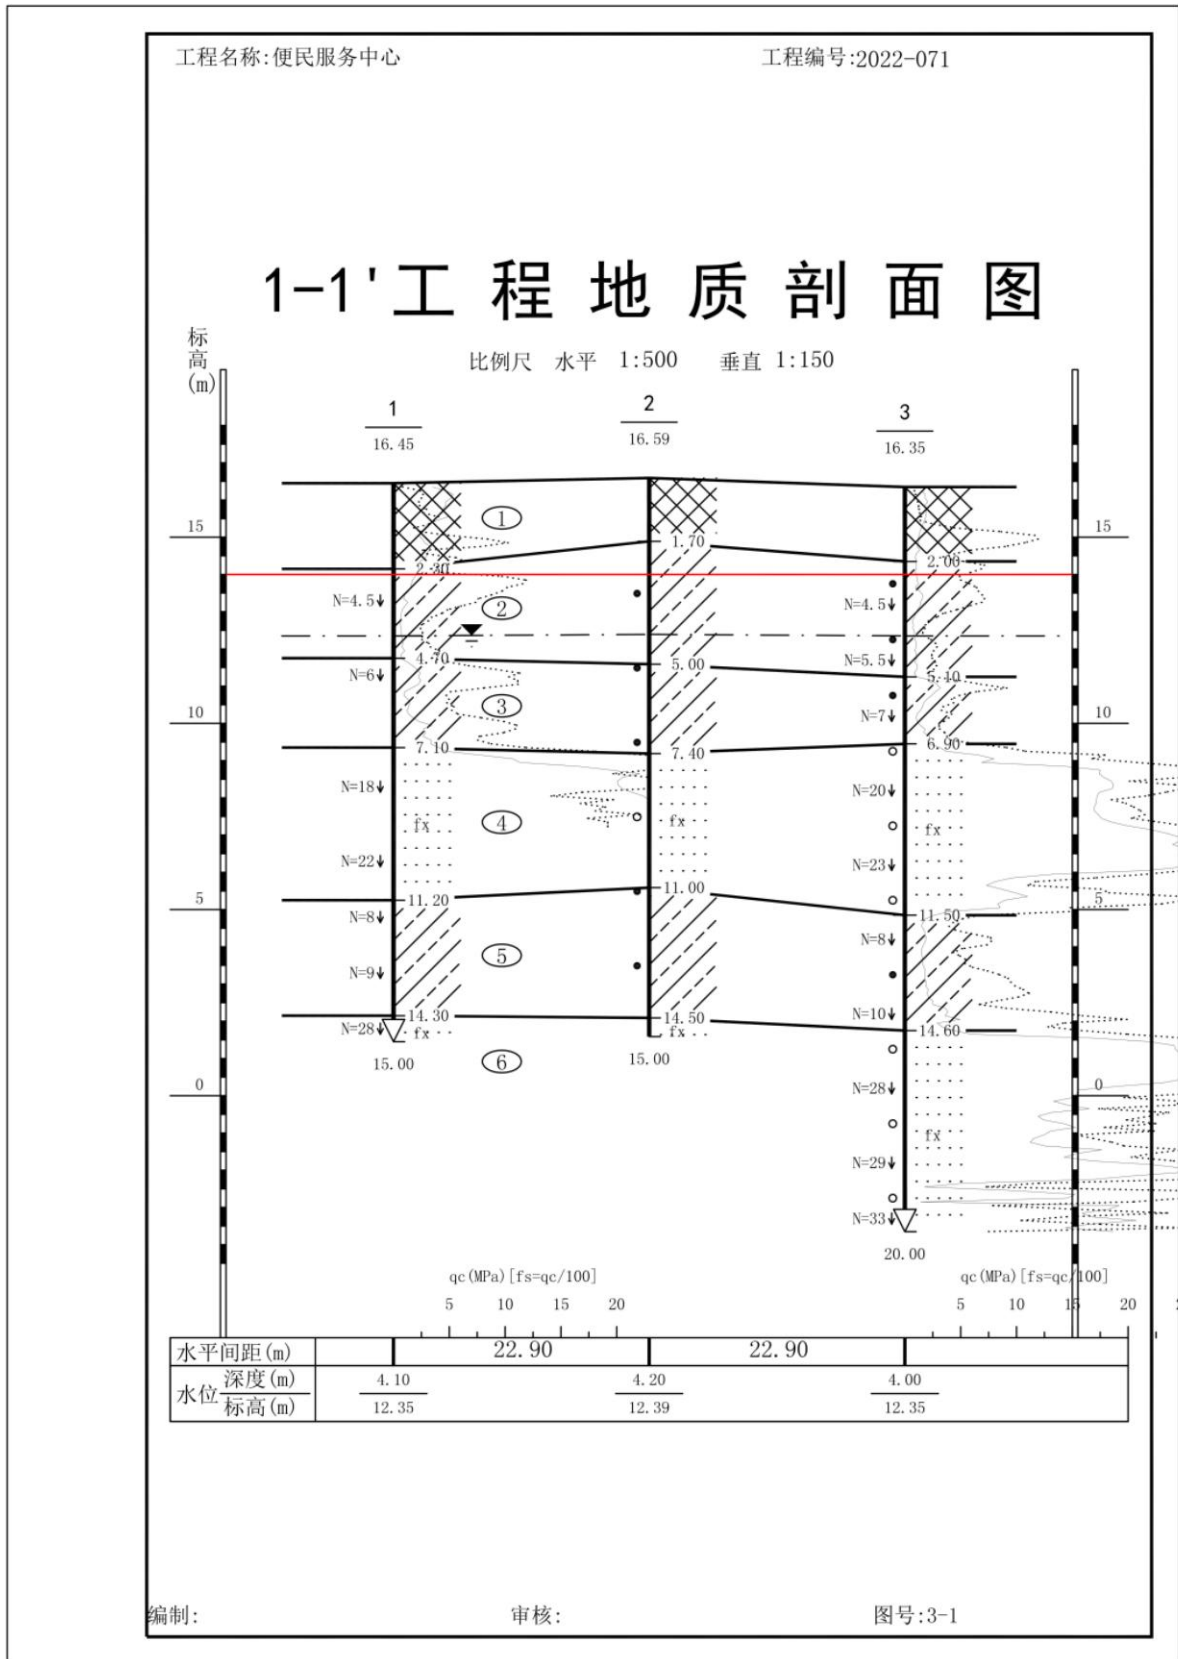 工程名称:便民服务中心 工程编号:2022-071
1-1'工程地质剖面图
标高(m)
比例尺 水平 1:500 垂直 1:150
1 2 3
16.45 16.59 16.35
①
15 15
1.70
2.30 2.00
N=4.5 ② N=4.5
N=5.5
4.70 5.00 5.10
N=6
③ N=7
10 10
7.10 7.40 6.90
N=18 N=20
fx ④ fx fx
N=22 N=23
11.20 11.00 11.50
5 5
N=8 N=8
⑤
N=9
N=10
14.30 14.50 14.60
N=28 fx fx
15.00 15.00
⑥
0 0
N=28
fx
N=29
N=33
20.00
qc(MPa)[fs=qc/100] qc(MPa)[fs=qc/100]
5 10 15 20 5 10 15 20
水平间距(m) 22.90 22.90
水位 深度(m) 4.10 4.20 4.00
标高(m) 12.35 12.39 12.35
编制: 审核: 图号:3-1